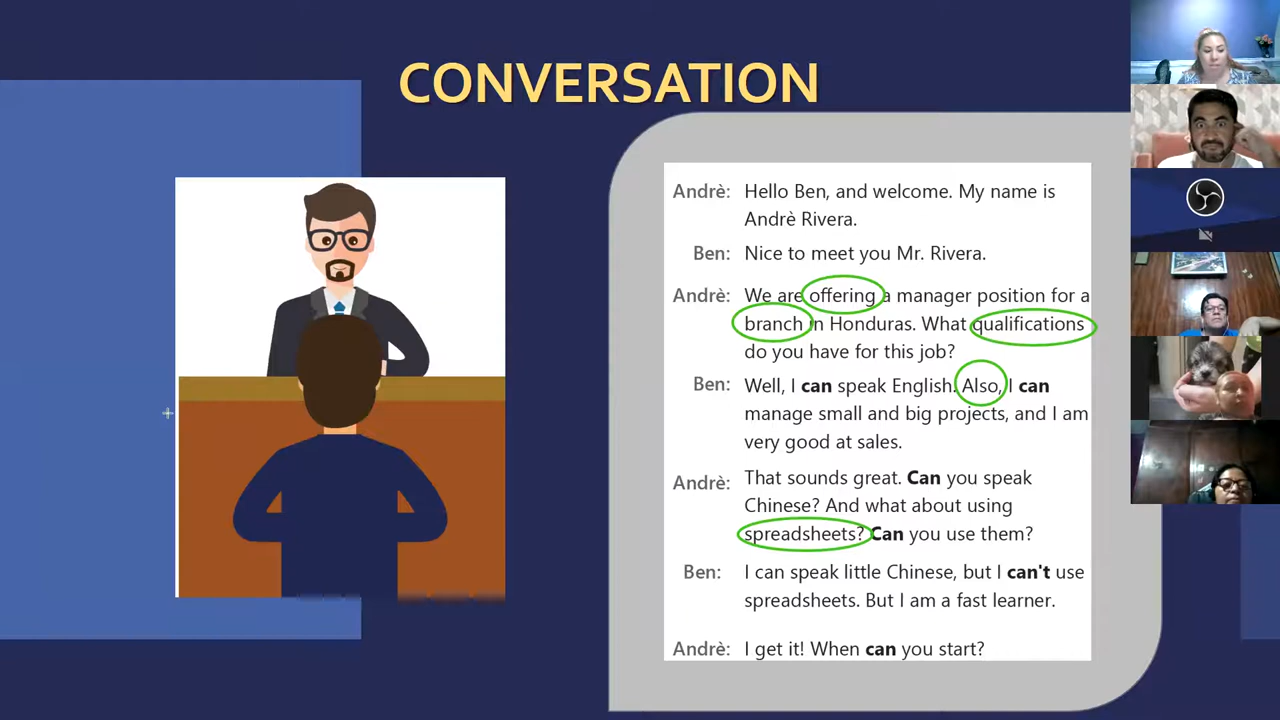 CONVERSATION
Andrè: Hello Ben, and welcome. My name is
Andrè Rivera.
Ben: Nice to meet you Mr. Rivera.
Andrè: We are offering a manager position for a
branch in Honduras. What qualifications
do you have for this job?
Ben: Well, I can speak English. Also, I can
manage small and big projects, and I am
very good at sales.
Andrè: That sounds great. Can you speak
Chinese? And what about using
spreadsheets? Can you use them?
Ben: I can speak little Chinese, but I can't use
spreadsheets. But I am a fast learner.
Andrè: I get it! When can you start?